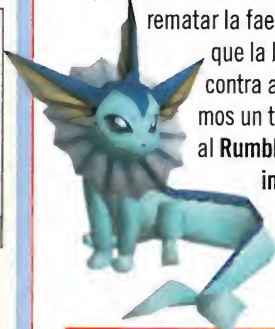 rematar la fae
que la b
contra a
mos un t
al Rumbl
in